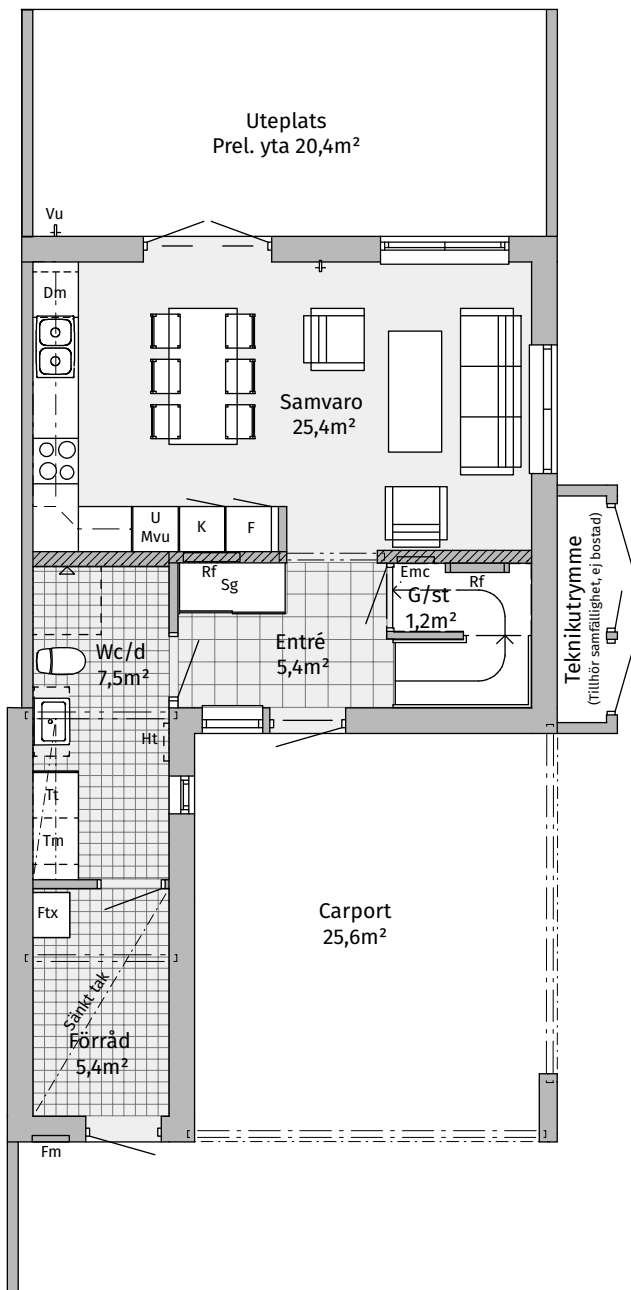 Uteplats
Prel. yta 20,4m²
Vu
Dm
Samvaro
25,4m²
U
Mvu
K
F
Rf
Sg
Emc
Rf
G/st
1,2m²
Teknikutrymme
(Tillhör samfällighet, ej bostad)
Wc/d
7,5m²
Entré
5,4m²
Ht
Tt
Tm
Ftx
Carport
25,6m²
Sänkt tak
Förråd
5,4m²
Fm